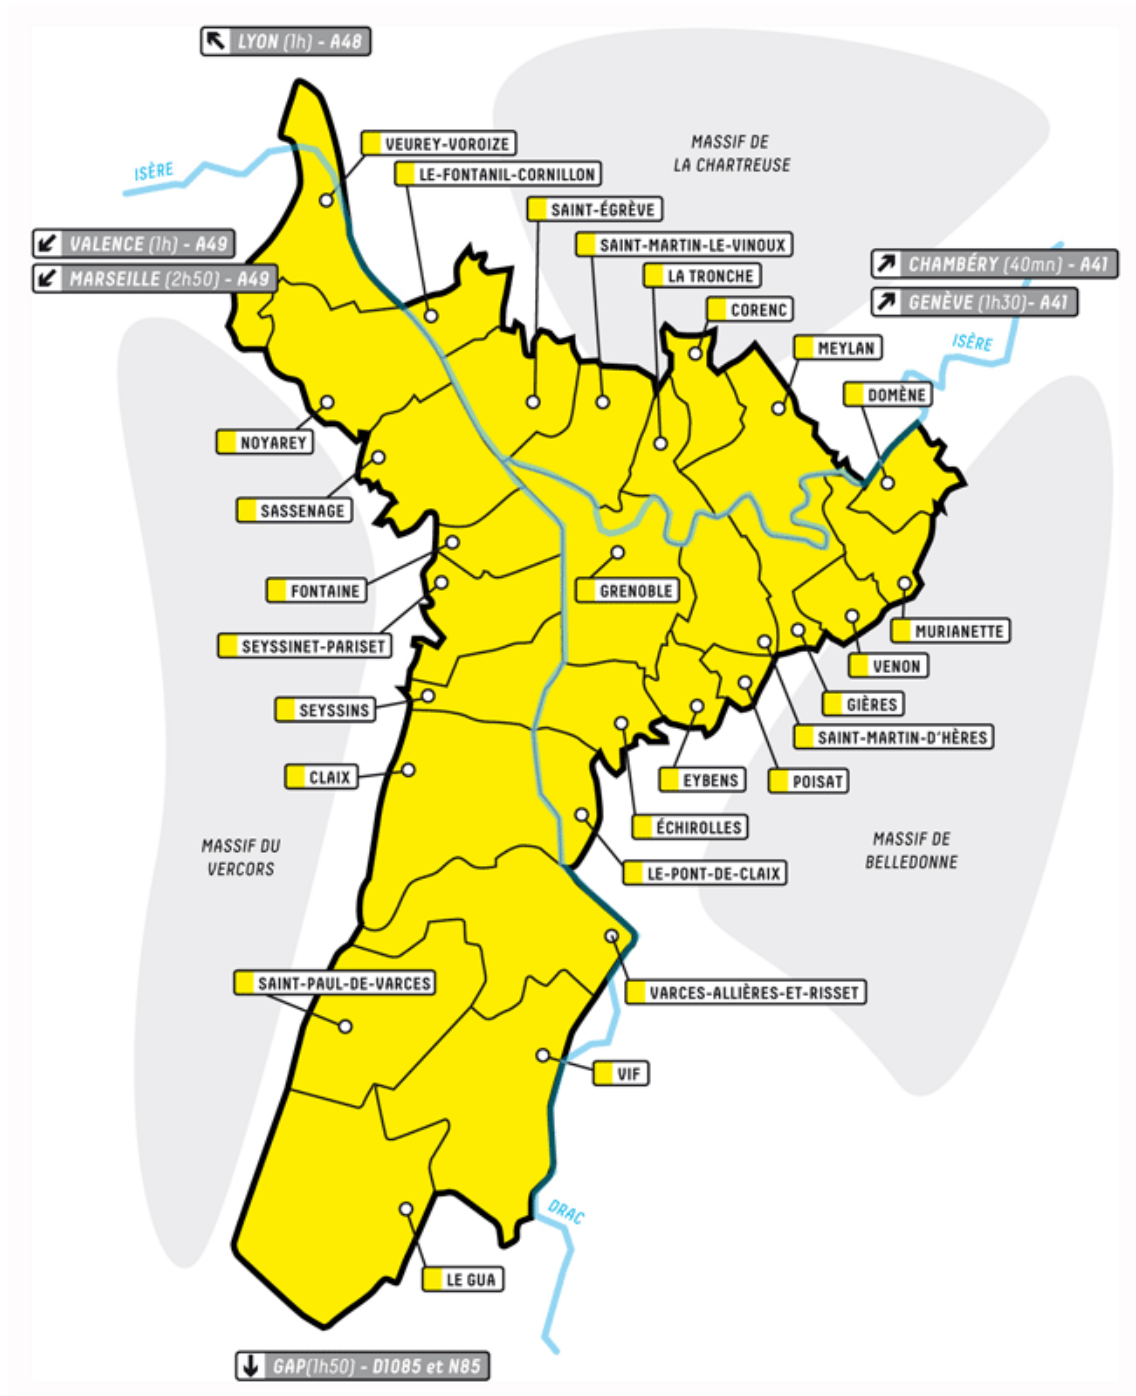 LYON (1h) - A48
VEUREY-VOROIZE
MASSIF DE
LA CHARTREUSE
ISÈRE
LE-FONTANIL-CORNILLON
SAINT-ÉGRÈVE
VALENCE (1h) - A49
SAINT-MARTIN-LE-VINOUX
MARSEILLE (2h50) - A49
LA TRONCHE
CHAMBÉRY (40mn) - A41
GENÈVE (1h30)- A41
CORENC
ISÈRE
MEYLAN
DOMÈNE
NOYAREY
SASSENAGE
FONTAINE
GRENOBLE
MURIANETTE
SEYSSINET-PARISET
VENON
GIÈRES
SEYSSINS
SAINT-MARTIN-D'HÈRES
CLAIX
EYBENS
POISAT
ÉCHIROLLES
MASSIF DU
VERCORS
MASSIF DE
BELLEDONNE
LE-PONT-DE-CLAIX
SAINT-PAUL-DE-VARCES
VARCES-ALLIÈRES-ET-RISSET
VIF
DRAC
LE GUA
GAP(1h50) - D1085 et N85